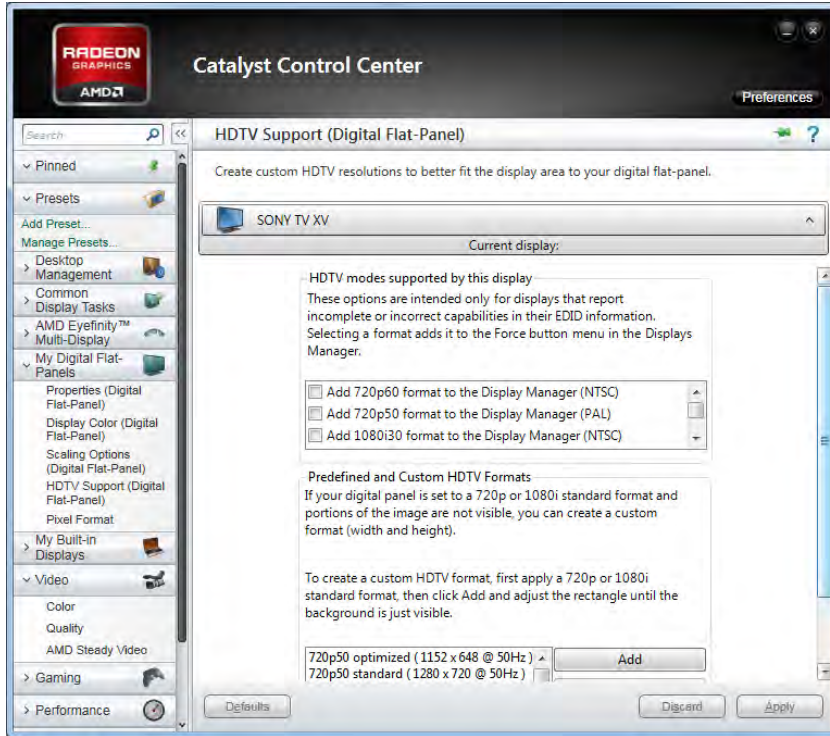 RADEON
GRAPHICS
AMD
Catalyst Control Center
Preferences
Search
HDTV Support (Digital Flat-Panel)
?
Pinned
Create custom HDTV resolutions to better fit the display area to your digital flat-panel.
Presets
Add Preset...
Manage Presets...
Desktop
Management
Common
Display Tasks
AMD Eyefinity™
Multi-Display
My Digital Flat-
Panels
Properties (Digital
Flat-Panel)
Display Color (Digital
Flat-Panel)
Scaling Options
(Digital Flat-Panel)
HDTV Support (Digital
Flat-Panel)
Pixel Format
My Built-in
Displays
Video
Color
Quality
AMD Steady Video
Gaming
Performance
SONY TV XV
Current display:
HDTV modes supported by this display
These options are intended only for displays that report
incomplete or incorrect capabilities in their EDID information.
Selecting a format adds it to the Force button menu in the Displays
Manager.
Add 720p60 format to the Display Manager (NTSC)
Add 720p50 format to the Display Manager (PAL)
Add 1080i30 format to the Display Manager (NTSC)
Predefined and Custom HDTV Formats
If your digital panel is set to a 720p or 1080i standard format and
portions of the image are not visible, you can create a custom
format (width and height).
To create a custom HDTV format, first apply a 720p or 1080i
standard format, then click Add and adjust the rectangle until the
background is just visible.
720p50 optimized ( 1152 x 648 @ 50Hz )
720p50 standard ( 1280 x 720 @ 50Hz )
Add
Defaults
Discard
Apply